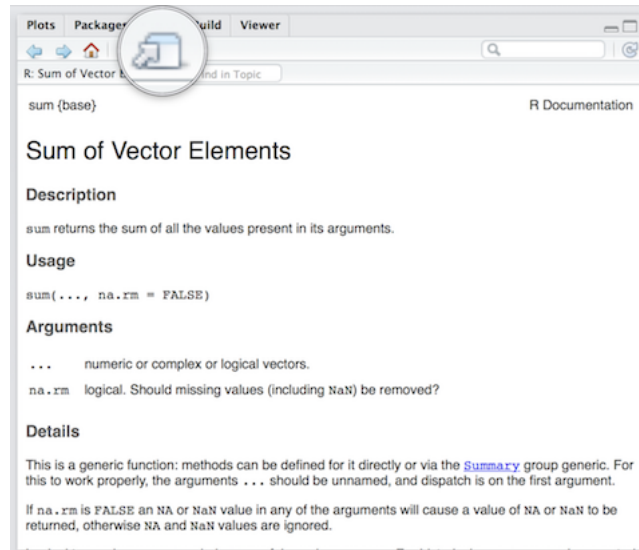 Plots Packages Build Viewer
R: Sum of Vector Find in Topic
sum {base} R Documentation
Sum of Vector Elements
Description
sum returns the sum of all the values present in its arguments.
Usage
sum(..., na.rm = FALSE)
Arguments
... numeric or complex or logical vectors.
na.rm logical. Should missing values (including NaN) be removed?
Details
This is a generic function: methods can be defined for it directly or via the Summary group generic. For
this to work properly, the arguments ... should be unnamed, and dispatch is on the first argument.
If na.rm is FALSE an NA or NaN value in any of the arguments will cause a value of NA or NaN to be
returned, otherwise NA and NaN values are ignored.